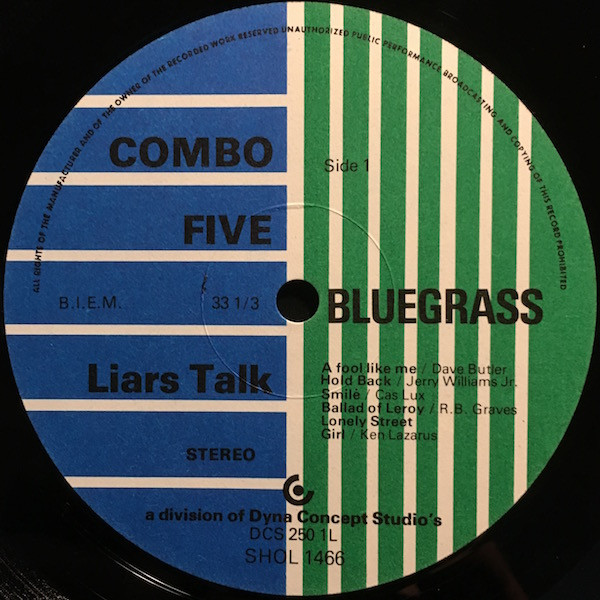 ALL RIGHTS OF THE MANUFACTURER AND OF THE OWNER OF THE RECORDED WORK RESERVED UNAUTHORIZED PUBLIC PERFORMANCE BROADCASTING AND COPYING OF THIS RECORD PROHIBITED
COMBO
FIVE
B.I.E.M.
33 1/3
Liars Talk
STEREO
Side 1
BLUEGRASS
A fool like me / Dave Butler
Hold Back / Jerry Williams Jr.
Smilè / Cas Lux
Ballad of Leroy / R.B. Graves
Lonely Street
Girl / Ken Lazarus
a division of Dyna Concept Studio's
DCS 250 1L
SHOL 1466